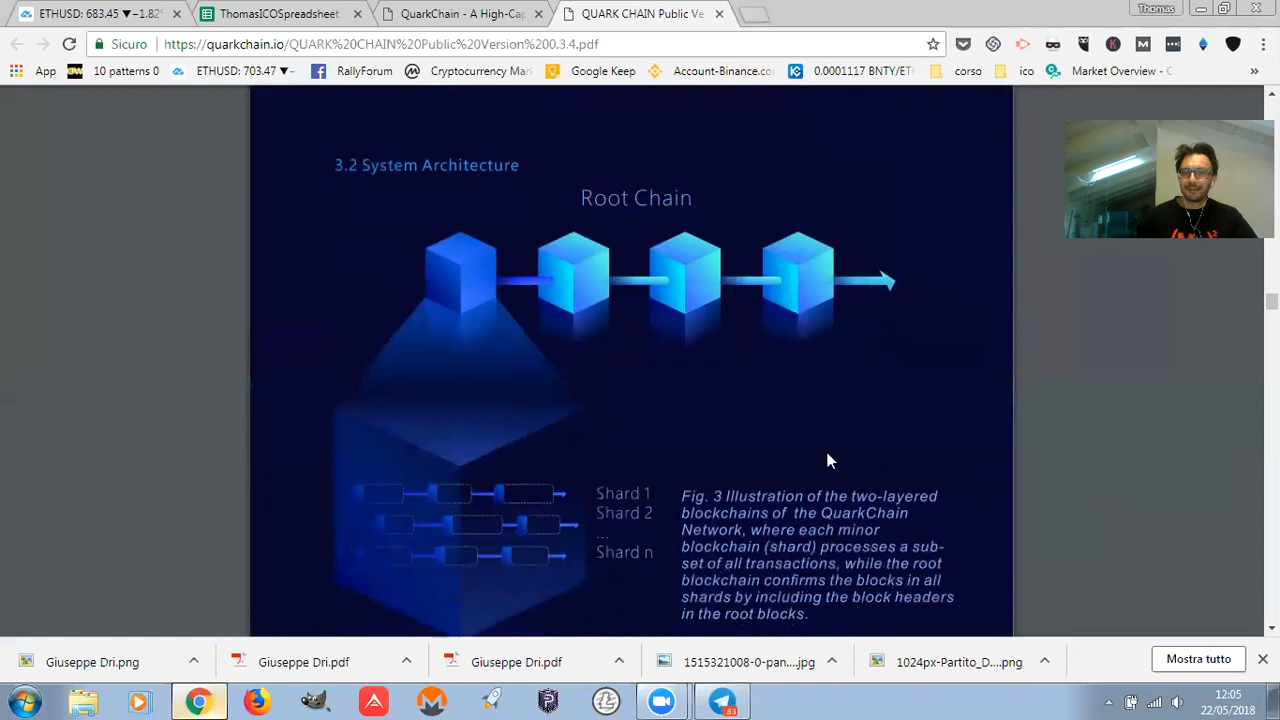 ETHUSD: 683.45 ▼−1.82%
ThomasICOSpreadsheet
QuarkChain - A High-Cap
QUARK CHAIN Public Ve
Thomas
Sicuro
https://quarkchain.io/QUARK%20CHAIN%20Public%20Version%200.3.4.pdf
App
10 patterns 0
ETHUSD: 703.47 ▼−
RallyForum
Cryptocurrency Mar
Google Keep
Account-Binance.co
0.0001117 BNTY/ET
corso
ico
Market Overview - C
»
3.2 System Architecture
Root Chain
Shard 1
Shard 2
...
Shard n
Fig. 3 Illustration of the two-layered
blockchains of the QuarkChain
Network, where each minor
blockchain (shard) processes a sub-
set of all transactions, while the root
blockchain confirms the blocks in all
shards by including the block headers
in the root blocks.
Giuseppe Dri.png
Giuseppe Dri.pdf
Giuseppe Dri.pdf
1515321008-0-pan....jpg
1024px-Partito_D....png
Mostra tutto
83
12:05
22/05/2018